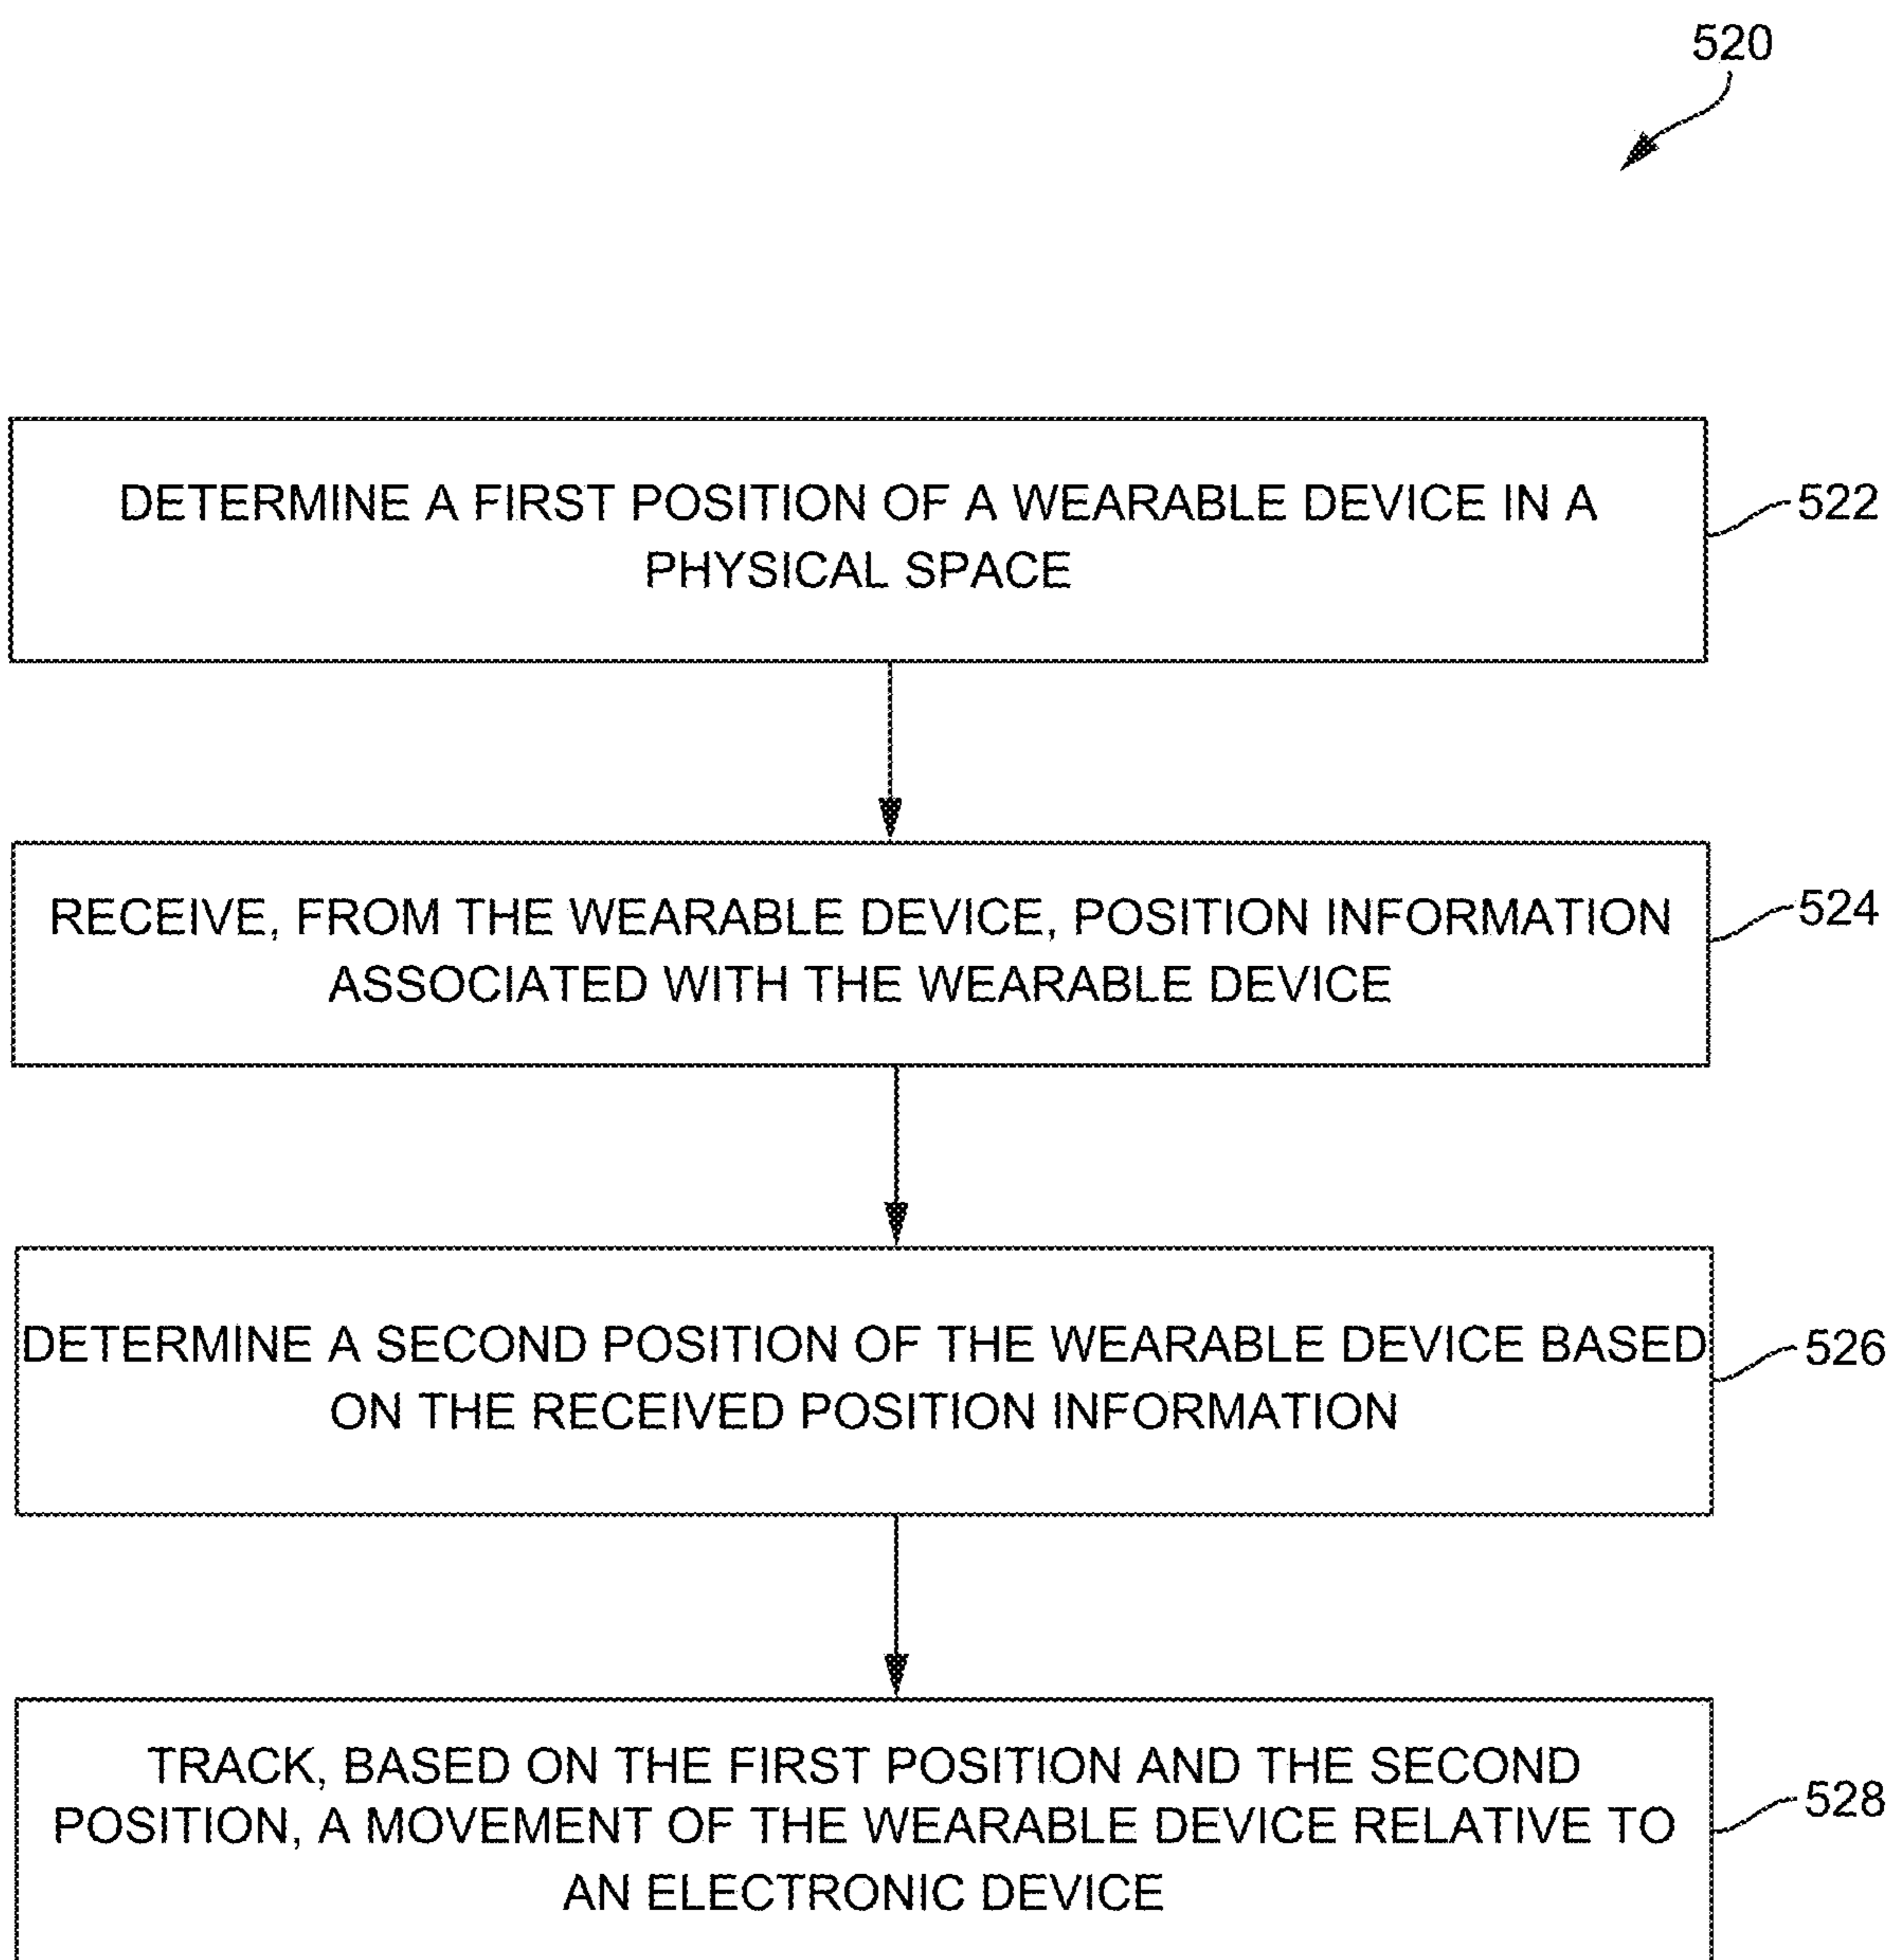 520
DETERMINE A FIRST POSITION OF A WEARABLE DEVICE IN A
PHYSICAL SPACE
522
RECEIVE, FROM THE WEARABLE DEVICE, POSITION INFORMATION
ASSOCIATED WITH THE WEARABLE DEVICE
524
DETERMINE A SECOND POSITION OF THE WEARABLE DEVICE BASED
ON THE RECEIVED POSITION INFORMATION
526
TRACK, BASED ON THE FIRST POSITION AND THE SECOND
POSITION, A MOVEMENT OF THE WEARABLE DEVICE RELATIVE TO
AN ELECTRONIC DEVICE
528